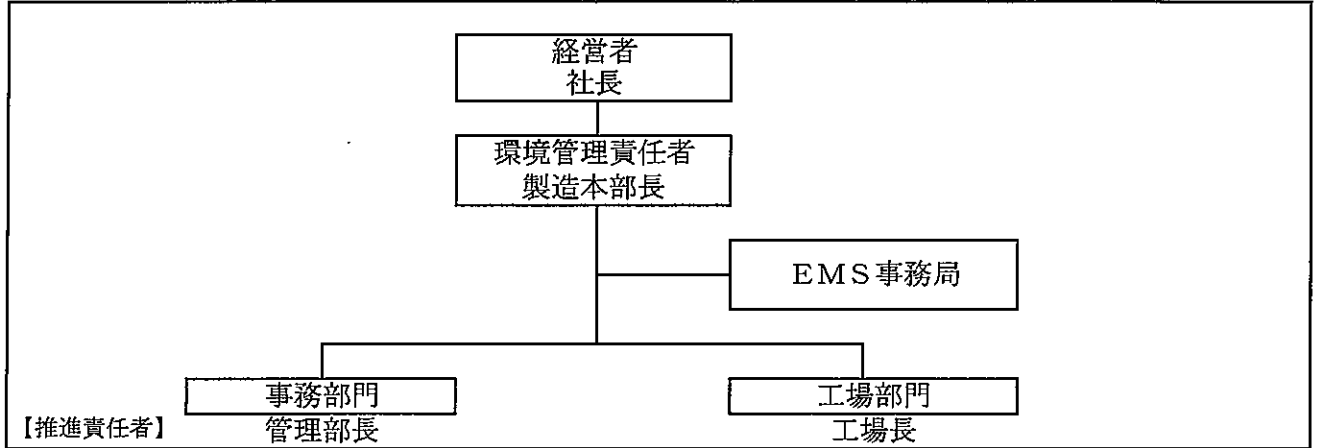 経営者
社長
環境管理責任者
製造本部長
ＥＭＳ事務局
事務部門
工場部門
【推進責任者】
管理部長
工場長